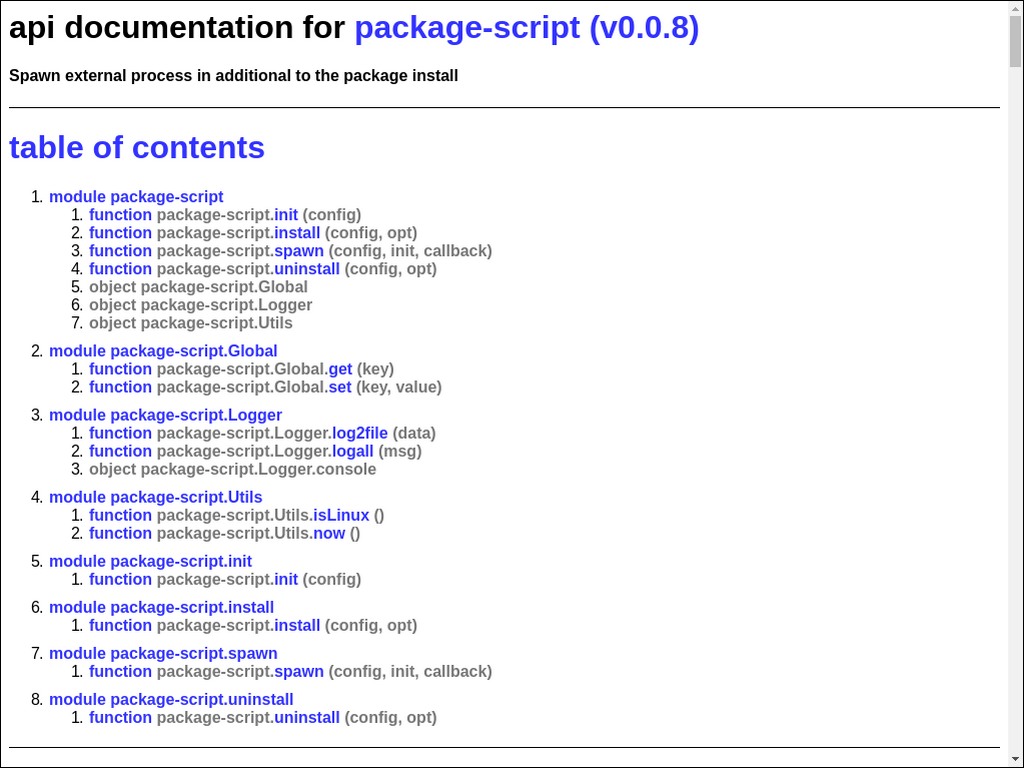 api documentation for package-script (v0.0.8)
Spawn external process in additional to the package install
table of contents
1. module package-script
1. function package-script.init (config)
2. function package-script.install (config, opt)
3. function package-script.spawn (config, init, callback)
4. function package-script.uninstall (config, opt)
5. object package-script.Global
6. object package-script.Logger
7. object package-script.Utils
2. module package-script.Global
1. function package-script.Global.get (key)
2. function package-script.Global.set (key, value)
3. module package-script.Logger
1. function package-script.Logger.log2file (data)
2. function package-script.Logger.logall (msg)
3. object package-script.Logger.console
4. module package-script.Utils
1. function package-script.Utils.isLinux ()
2. function package-script.Utils.now ()
5. module package-script.init
1. function package-script.init (config)
6. module package-script.install
1. function package-script.install (config, opt)
7. module package-script.spawn
1. function package-script.spawn (config, init, callback)
8. module package-script.uninstall
1. function package-script.uninstall (config, opt)